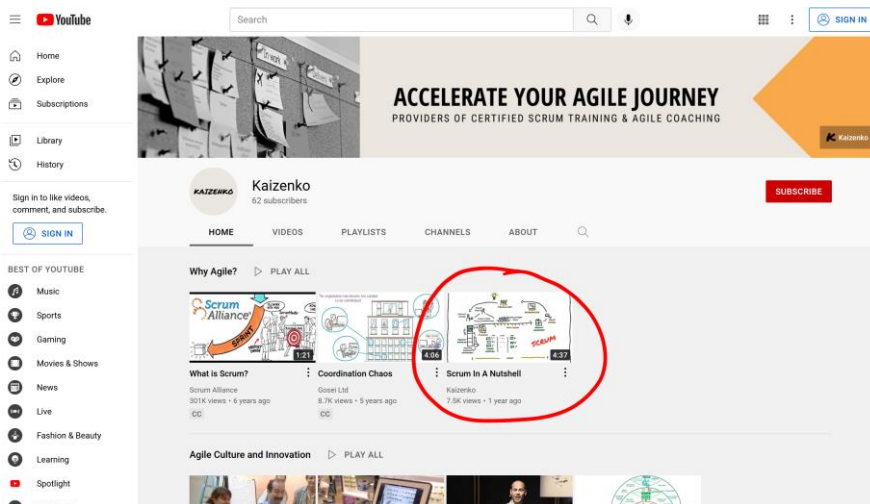 YouTube
Search
SIGN IN
Home
Explore
Subscriptions
Library
History
Sign in to like videos,
comment, and subscribe.
SIGN IN
BEST OF YOUTUBE
Music
Sports
Gaming
Movies & Shows
News
Live
Fashion & Beauty
Learning
Spotlight
In work
ACCELERATE YOUR AGILE JOURNEY
PROVIDERS OF CERTIFIED SCRUM TRAINING & AGILE COACHING
Kaizenko
KAIZENKO
Kaizenko
62 subscribers
SUBSCRIBE
HOME VIDEOS PLAYLISTS CHANNELS ABOUT
Why Agile? PLAY ALL
Scrum
Alliance
SPRINT
1:21
4:06
SCRUM
4:37
What is Scrum?
Scrum Alliance
301K views • 6 years ago
CC
Coordination Chaos
Gosei Ltd
8.7K views • 5 years ago
CC
Scrum In A Nutshell
Kaizenko
7.5K views • 1 year ago
Agile Culture and Innovation PLAY ALL